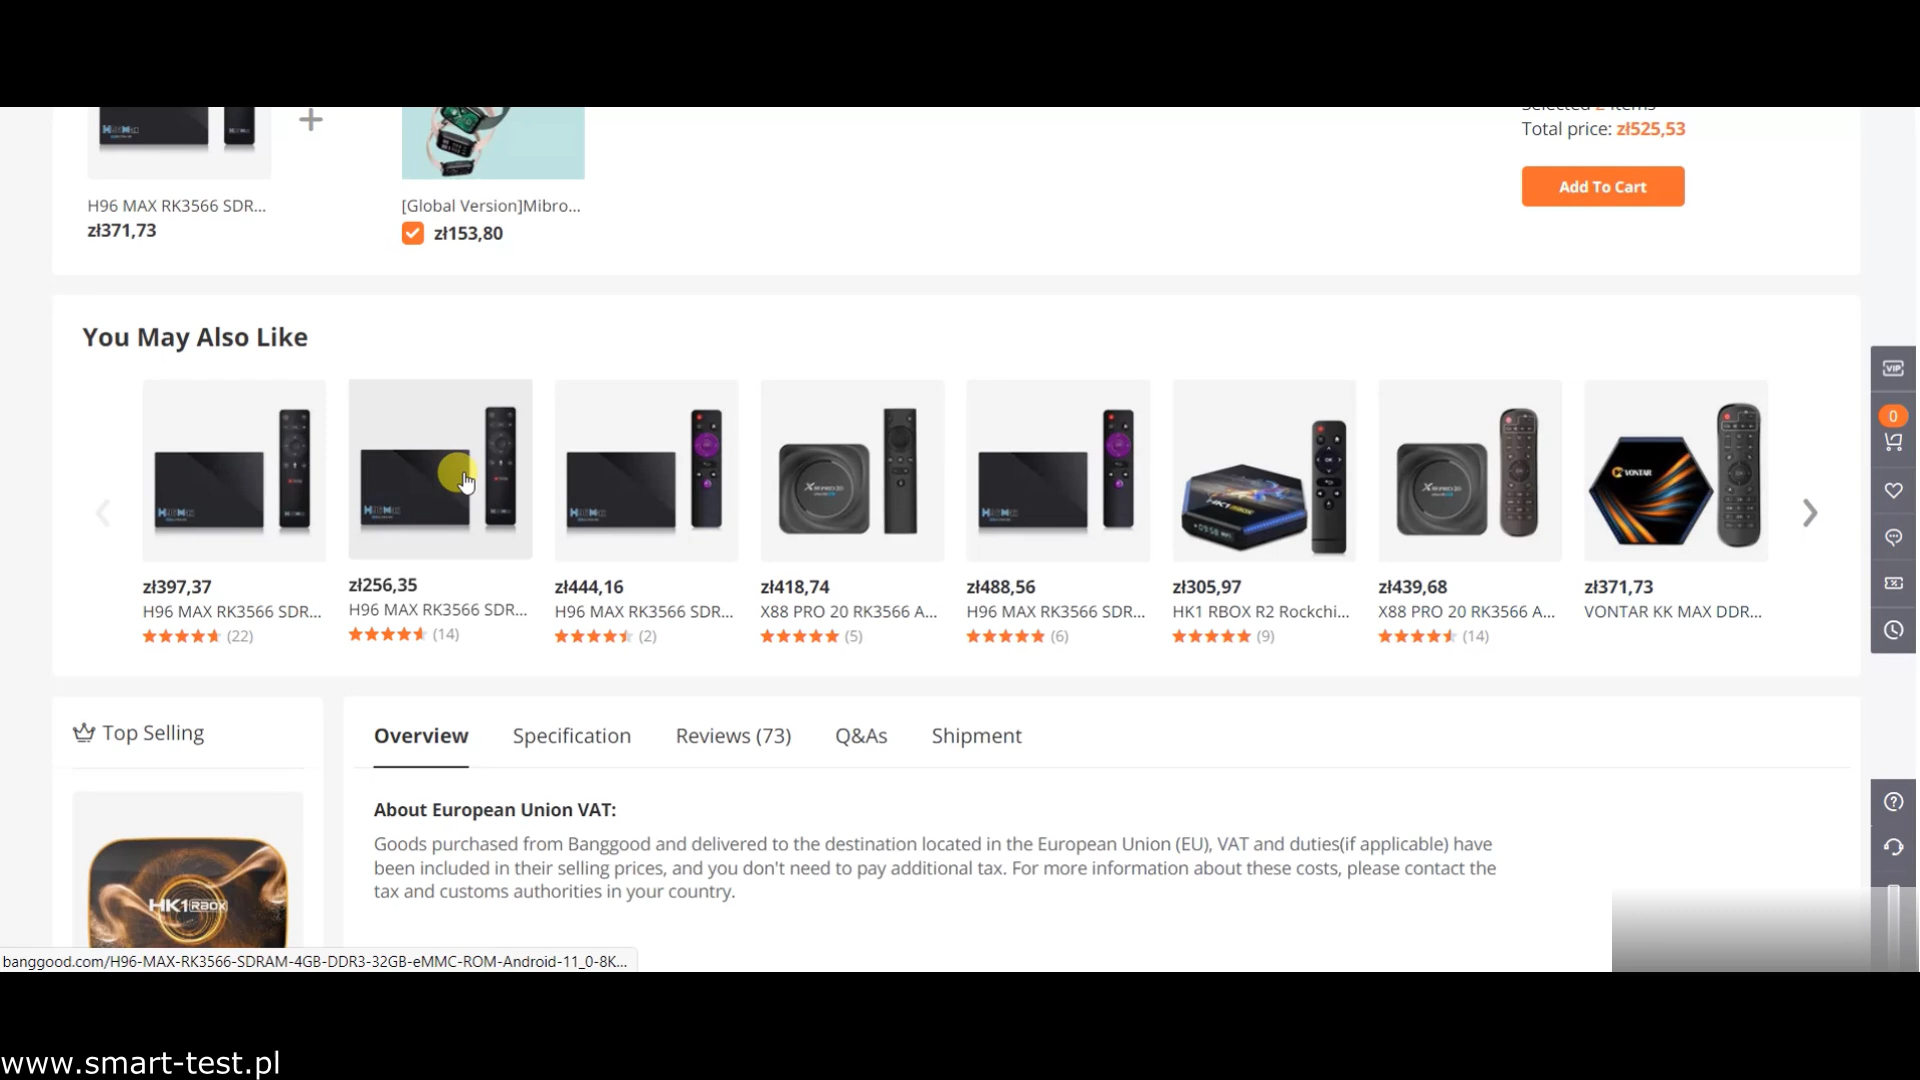 Selected 2 items
Total price: zł525,53
Add To Cart
H96 MAX RK3566 SDR...
zł371,73
[Global Version]Mibro...
zł153,80
You May Also Like
zł397,37
H96 MAX RK3566 SDR...
(22)
zł256,35
H96 MAX RK3566 SDR...
(14)
zł444,16
H96 MAX RK3566 SDR...
(2)
zł418,74
X88 PRO 20 RK3566 A...
(5)
zł488,56
H96 MAX RK3566 SDR...
(6)
zł305,97
HK1 RBOX R2 Rockchi...
(9)
zł439,68
X88 PRO 20 RK3566 A...
(14)
VONTAR
zł371,73
VONTAR KK MAX DDR...
VIP
0
Top Selling
HK1 RBOX
Overview
Specification
Reviews (73)
Q&As
Shipment
About European Union VAT:
Goods purchased from Banggood and delivered to the destination located in the European Union (EU), VAT and duties(if applicable) have
been included in their selling prices, and you don't need to pay additional tax. For more information about these costs, please contact the
tax and customs authorities in your country.
banggood.com/H96-MAX-RK3566-SDRAM-4GB-DDR3-32GB-eMMC-ROM-Android-11_0-8K...
www.smart-test.pl